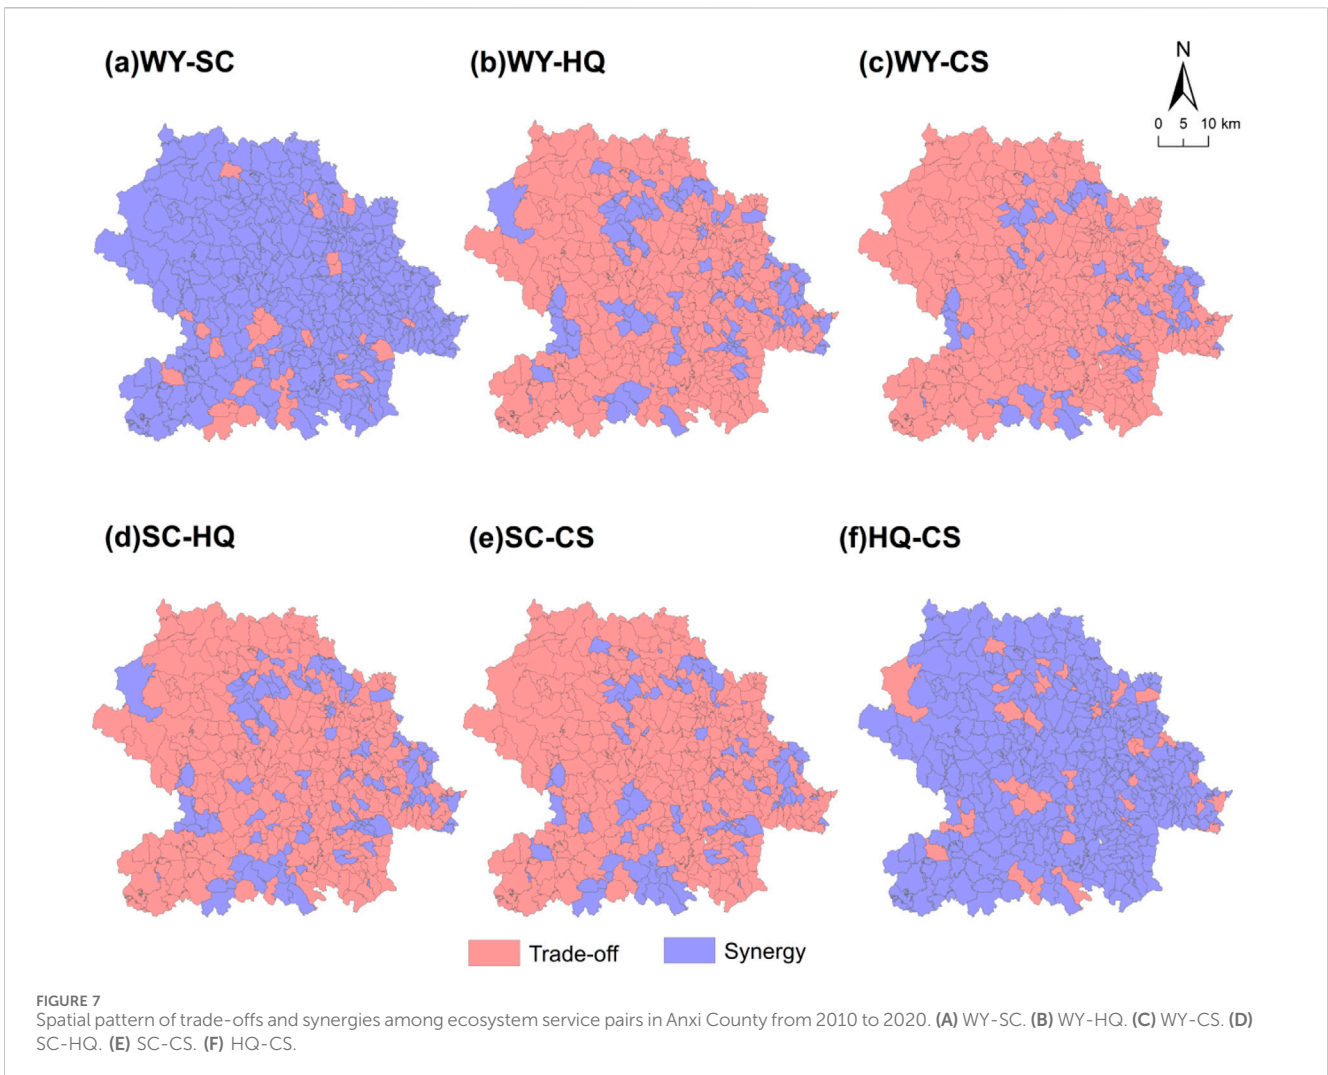 (a)WY-SC
(b)WY-HQ
(c)WY-CS
N
0 5 10 km
(d)SC-HQ
(e)SC-CS
(f)HQ-CS
Trade-off
Synergy
FIGURE 7
Spatial pattern of trade-offs and synergies among ecosystem service pairs in Anxi County from 2010 to 2020. (A) WY-SC. (B) WY-HQ. (C) WY-CS. (D)
SC-HQ. (E) SC-CS. (F) HQ-CS.